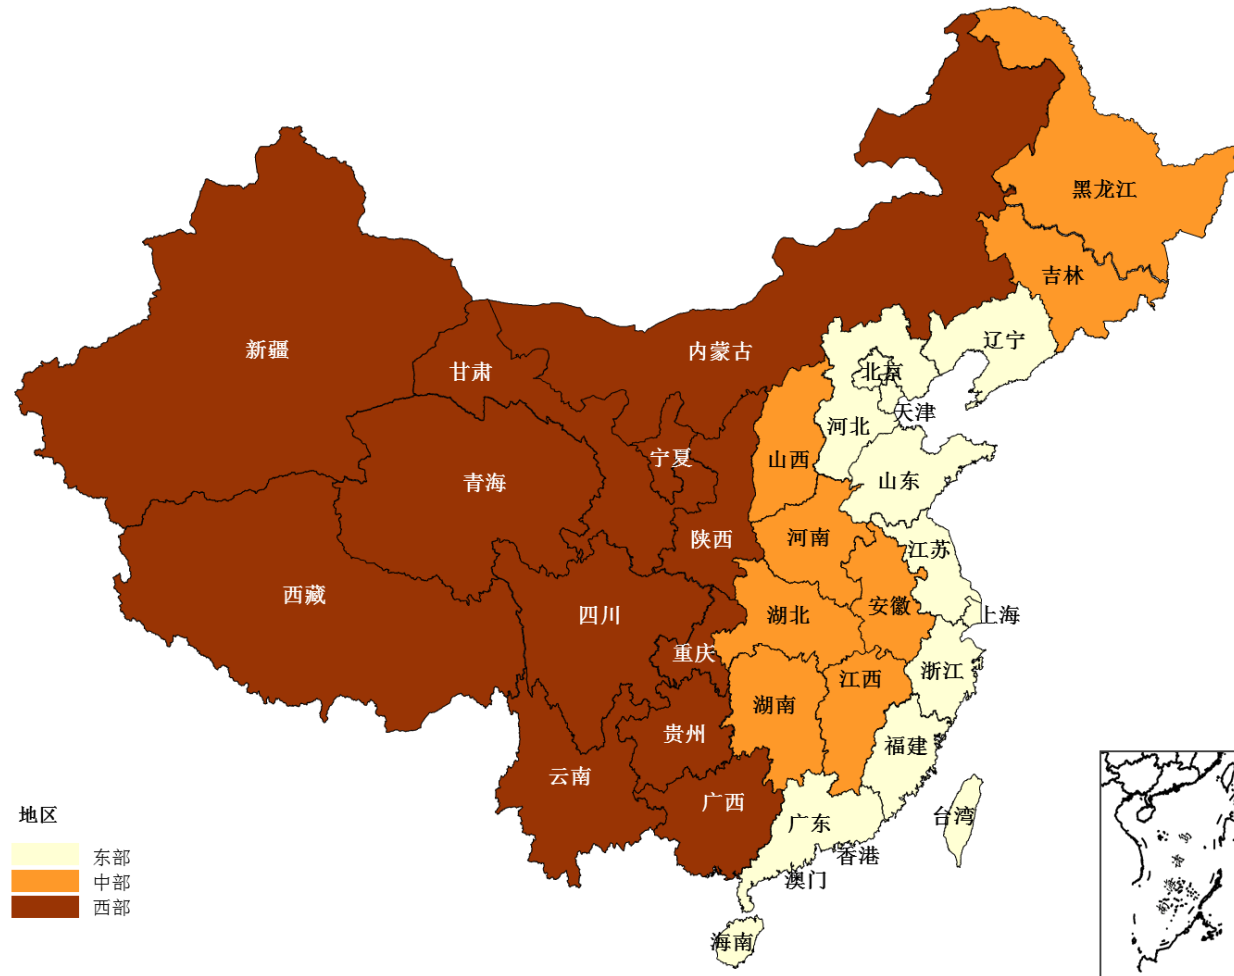 黑龙江
吉林
辽宁
新疆
内蒙古
甘肃
北京
天津
河北
宁夏
山西
青海
山东
陕西
河南
江苏
西藏
四川
湖北
安徽
上海
重庆
浙江
江西
湖南
贵州
福建
云南
广西
广东
台湾
香港
澳门
海南
地区
东部
中部
西部